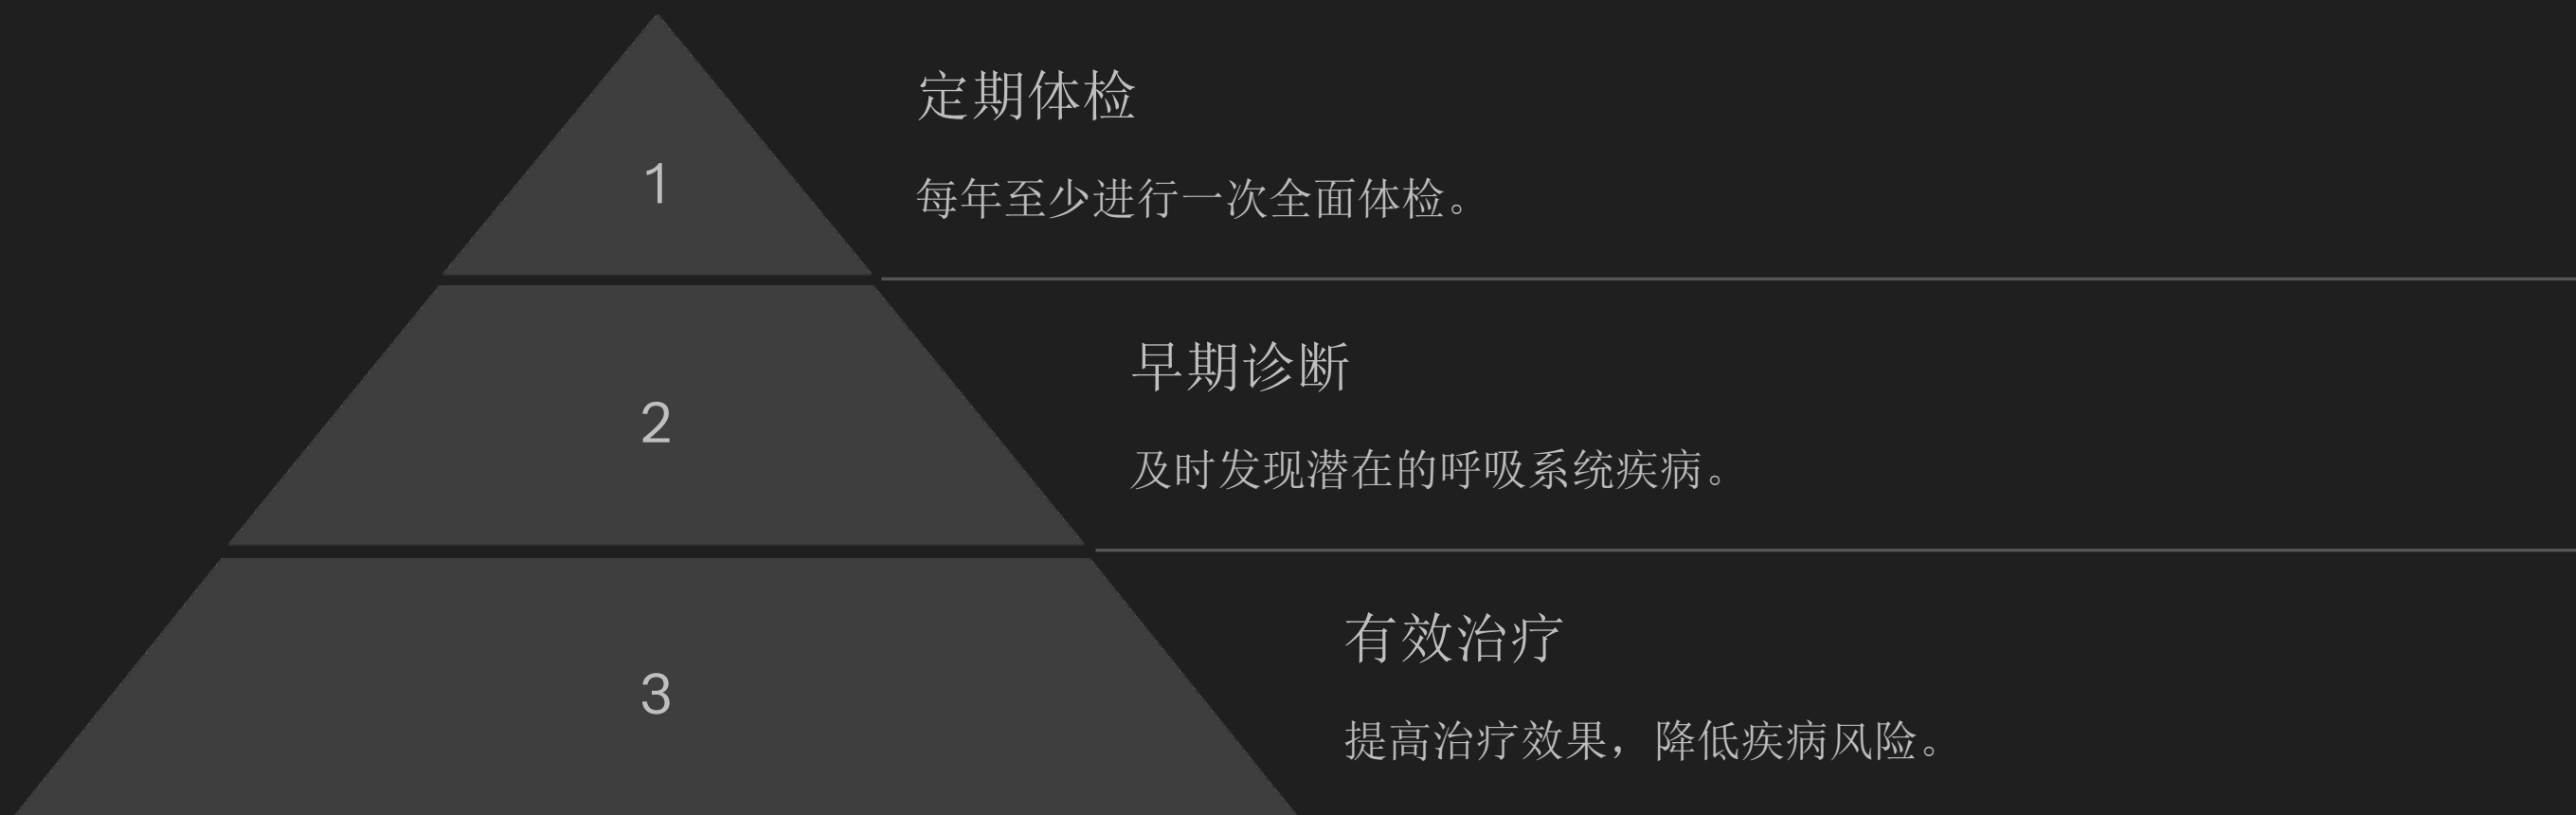 1
定期体检
每年至少进行一次全面体检。
2
早期诊断
及时发现潜在的呼吸系统疾病。
3
有效治疗
提高治疗效果，降低疾病风险。